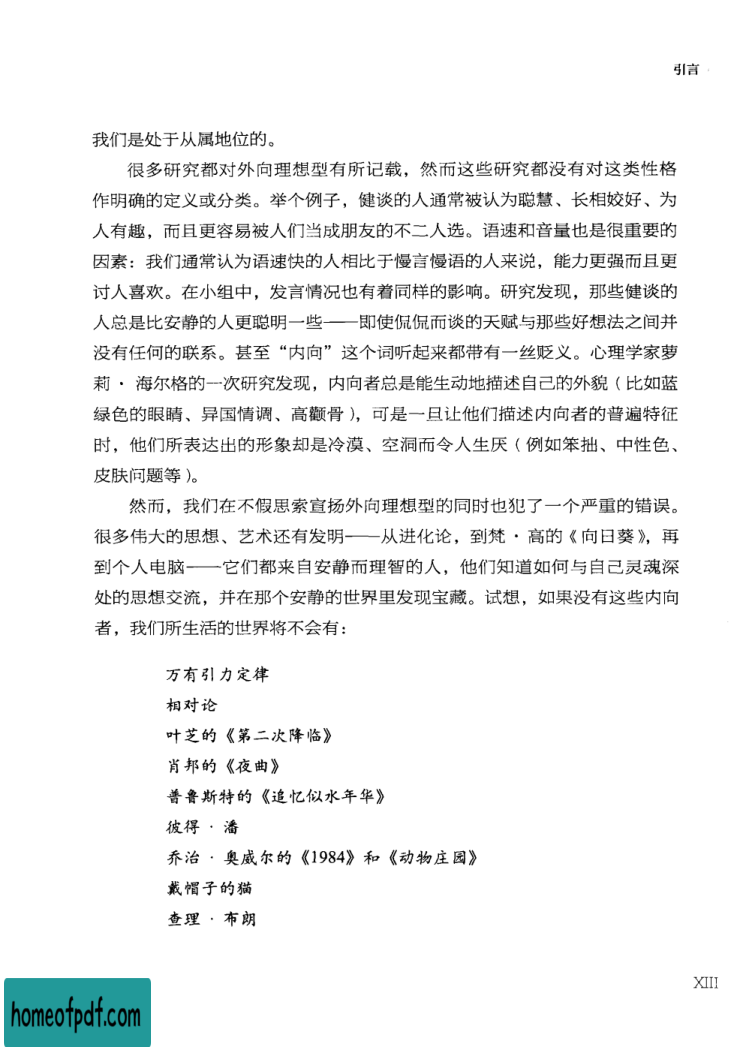 引言
我们是处于从属地位的。
很多研究都对外向理想型有所记载，然而这些研究都没有对这类性格
作明确的定义或分类。举个例子，健谈的人通常被认为聪慧、长相姣好、为
人有趣，而且更容易被人们当成朋友的不二人选。语速和音量也是很重要的
因素：我们通常认为语速快的人相比于慢言慢语的人来说，能力更强而且更
讨人喜欢。在小组中，发言情况也有着同样的影响。研究发现，那些健谈的
人总是比安静的人更聪明一些——即使侃侃而谈的天赋与那些好想法之间并
没有任何的联系。甚至“内向”这个词听起来都带有一丝贬义。心理学家萝
莉·海尔格的一次研究发现，内向者总是能生动地描述自己的外貌（比如蓝
绿色的眼睛、异国情调、高颧骨），可是一旦让他们描述内向者的普遍特征
时，他们所表达出的形象却是冷漠、空洞而令人生厌（例如笨拙、中性色、
皮肤问题等）。
然而，我们在不假思索宣扬外向理想型的同时也犯了一个严重的错误。
很多伟大的思想、艺术还有发明——从进化论，到梵·高的《向日葵》，再
到个人电脑——它们都来自安静而理智的人，他们知道如何与自己灵魂深
处的思想交流，并在那个安静的世界里发现宝藏。试想，如果没有这些内向
者，我们所生活的世界将不会有：
万有引力定律
相对论
叶芝的《第二次降临》
肖邦的《夜曲》
普鲁斯特的《追忆似水年华》
彼得·潘
乔治·奥威尔的《1984》和《动物庄园》
戴帽子的猫
查理·布朗
XIII
homeofpdf.com